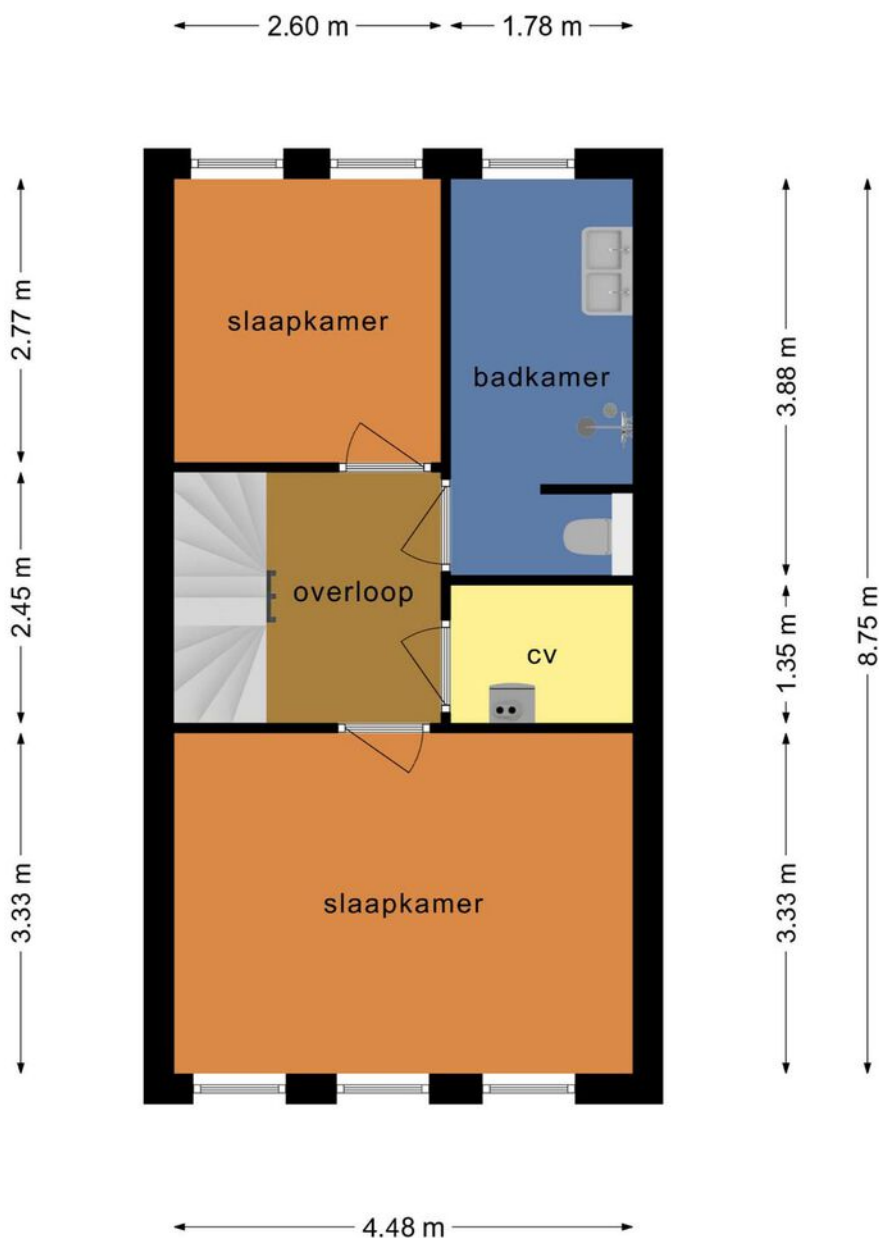 2.60 m
1.78 m
2.77 m
slaapkamer
badkamer
3.88 m
8.75 m
2.45 m
overloop
cv
1.35 m
3.33 m
slaapkamer
3.33 m
4.48 m